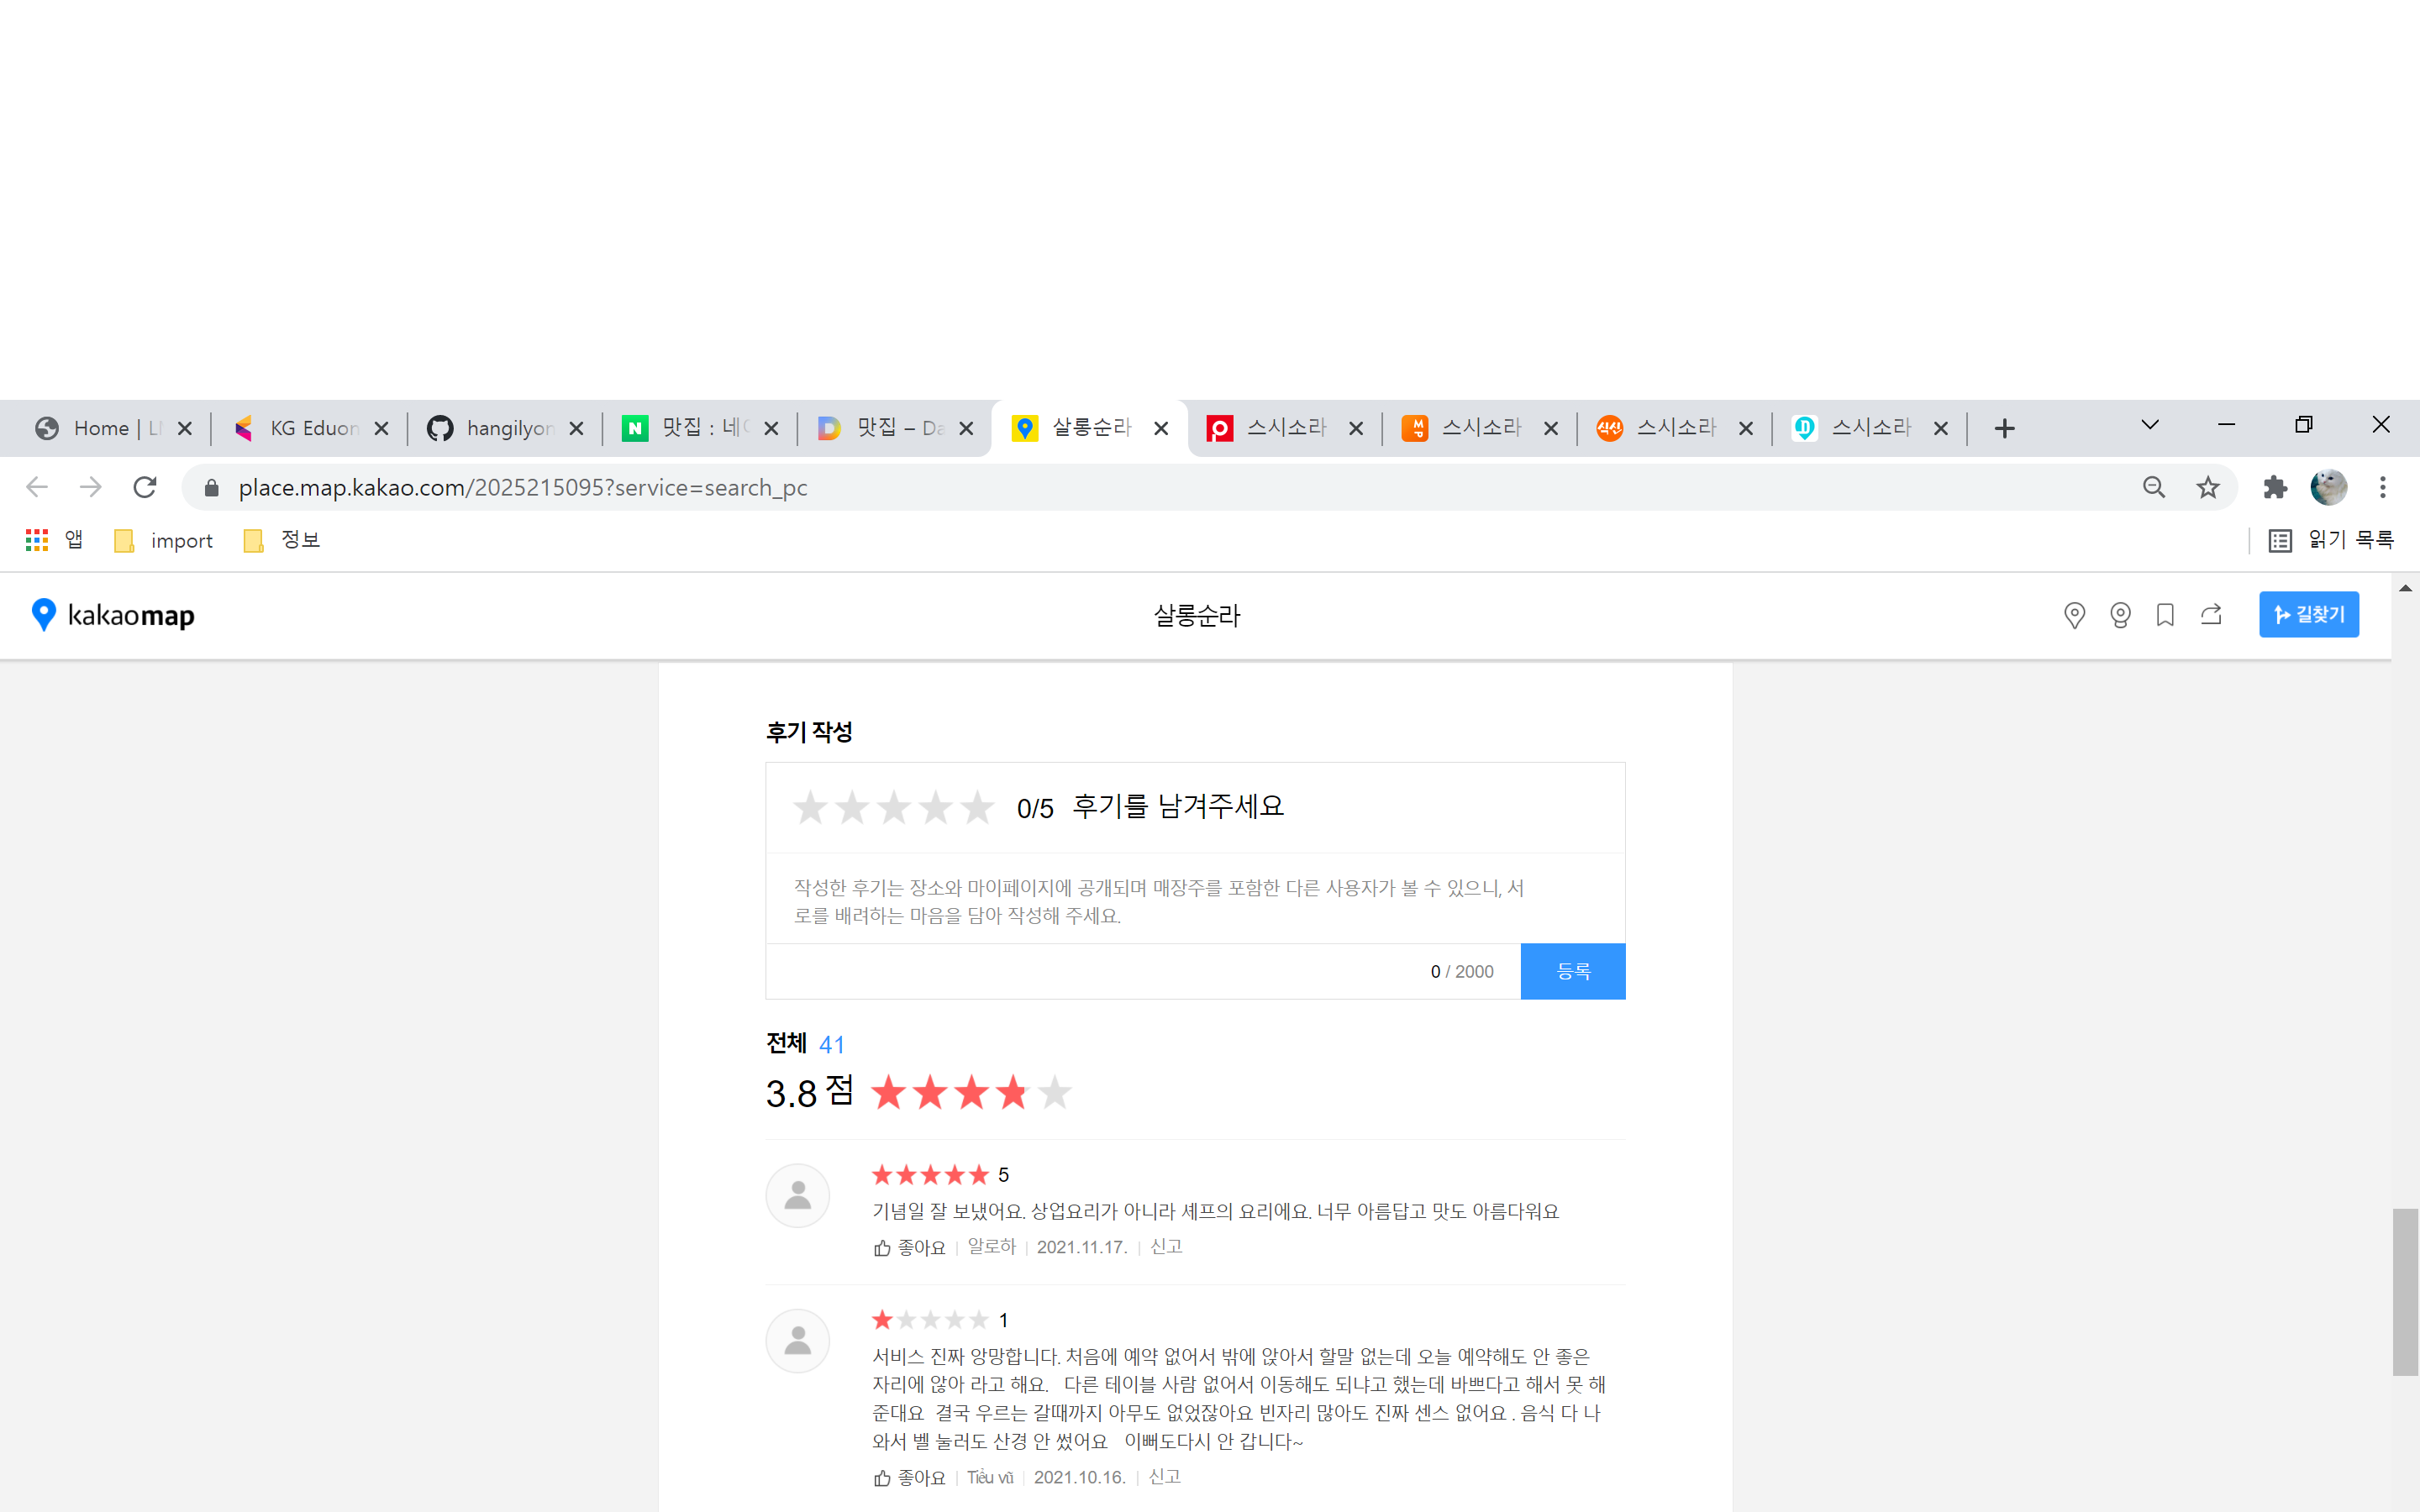 Home | LI
KG Eduon
hangilyon
맛집 : 네이
맛집 – Da
살롱순라
스시소라
스시소라
식신
스시소라
스시소라
place.map.kakao.com/2025215095?service=search_pc
앱
import
정보
읽기 목록
kakaomap
살롱순라
길찾기
후기 작성
0/5 후기를 남겨주세요
작성한 후기는 장소와 마이페이지에 공개되며 매장주를 포함한 다른 사용자가 볼 수 있으니, 서
로를 배려하는 마음을 담아 작성해 주세요.
0 / 2000
등록
전체 41
3.8 점
5
기념일 잘 보냈어요. 상업요리가 아니라 셰프의 요리에요. 너무 아름답고 맛도 아름다워요
좋아요 알로하 2021.11.17. 신고
1
서비스 진짜 앙망합니다. 처음에 예약 없어서 밖에 앉아서 할말 없는데 오늘 예약해도 안 좋은
자리에 않아 라고 해요. 다른 테이블 사람 없어서 이동해도 되냐고 했는데 바쁘다고 해서 못 해
준대요 결국 우르는 갈때까지 아무도 없었잖아요 빈자리 많아도 진짜 센스 없어요 . 음식 다 나
와서 벨 눌러도 산경 안 썼어요 이뻐도다시 안 갑니다~
좋아요 Tiểu vũ 2021.10.16. 신고